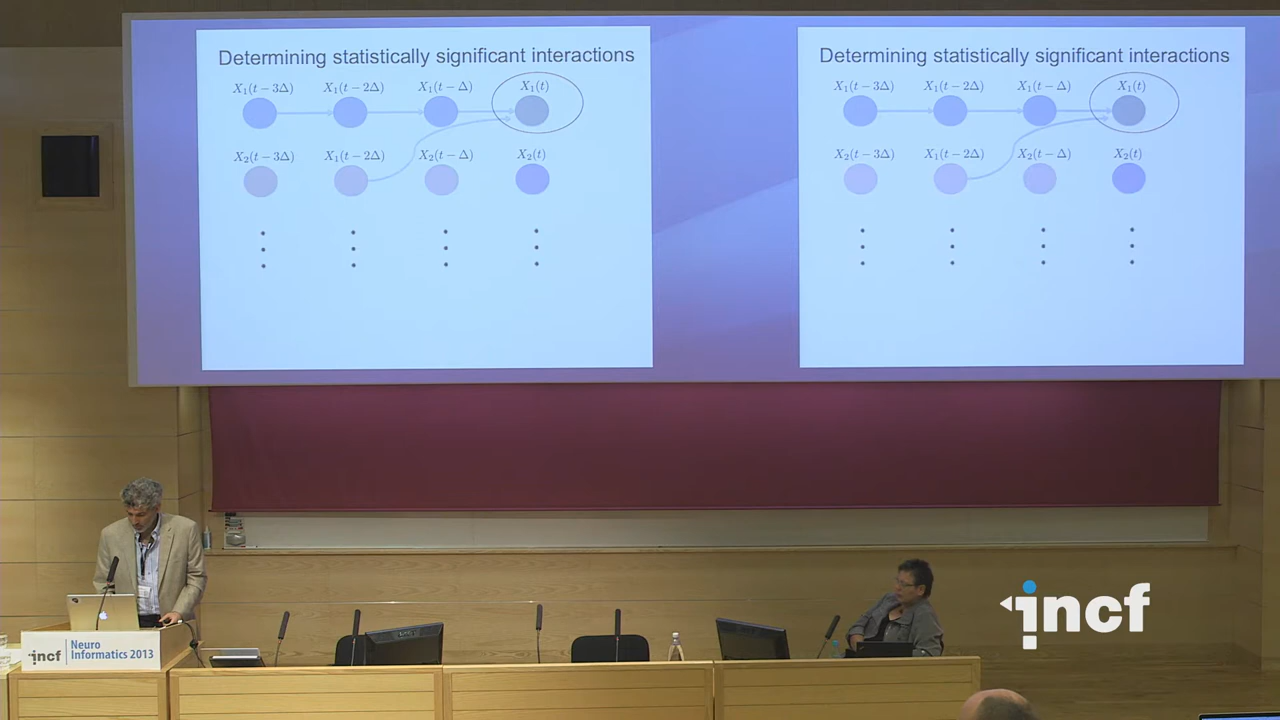 Determining statistically significant interactions
X₁(t − 3Δ) X₁(t − 2Δ) X₁(t − Δ) X₁(t)
X₂(t − 3Δ) X₁(t − 2Δ) X₂(t − Δ) X₂(t)
Determining statistically significant interactions
X₁(t − 3Δ) X₁(t − 2Δ) X₁(t − Δ) X₁(t)
X₂(t − 3Δ) X₁(t − 2Δ) X₂(t − Δ) X₂(t)
incf
Neuro
Informatics 2013
incf